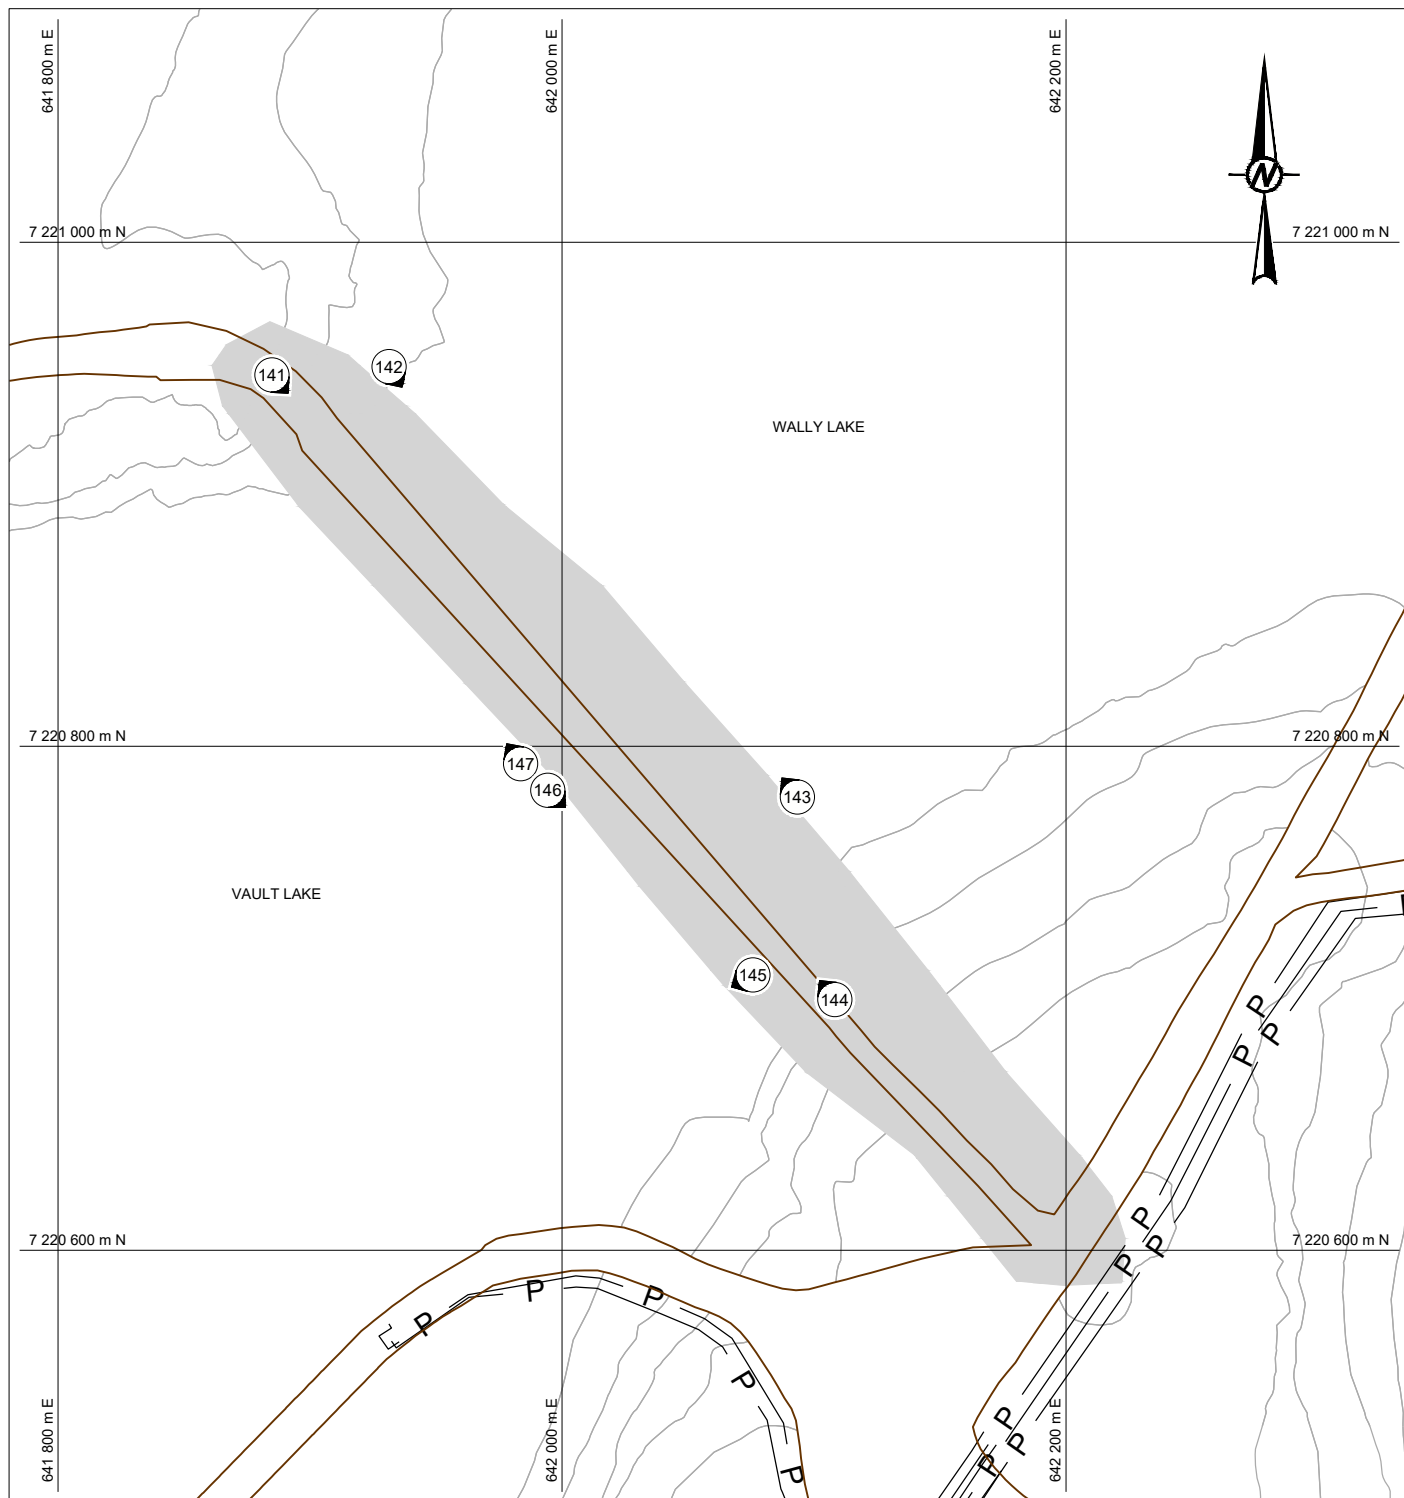 641 800 m E
642 000 m E
642 200 m E
N
7 221 000 m N
7 221 000 m N
142
141
WALLY LAKE
7 220 800 m N
7 220 800 m N
147
146
143
VAULT LAKE
145
144
P
P
P
P
P
P
7 220 600 m N
7 220 600 m N
P
P
P
P
P
P
P
P
P
641 800 m E
642 000 m E
642 200 m E